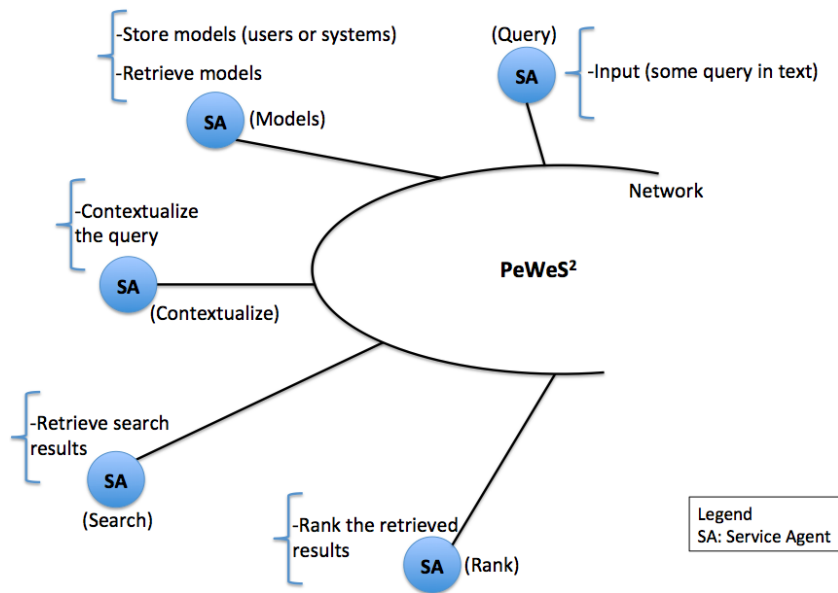 -Store models (users or systems)
-Retrieve models
SA
(Models)
(Query)
SA
-Input (some query in text)
Network
PeWeS²
-Contextualize
the query
SA
(Contextualize)
-Retrieve search
results
SA
(Search)
-Rank the retrieved
results
SA
(Rank)
Legend
SA: Service Agent